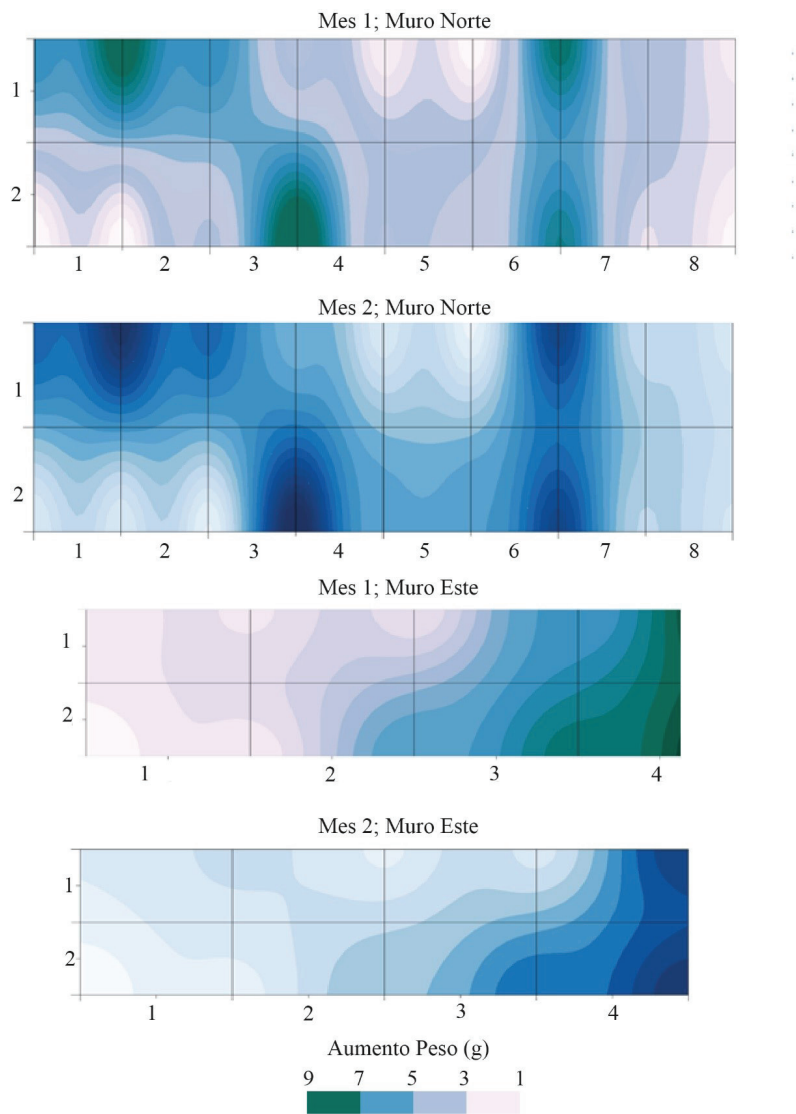 Mes 1; Muro Norte
1
2
1 2 3 4 5 6 7 8
Mes 2; Muro Norte
1
2
1 2 3 4 5 6 7 8
Mes 1; Muro Este
1
2
1 2 3 4
Mes 2; Muro Este
1
2
1 2 3 4
Aumento Peso (g)
9 7 5 3 1